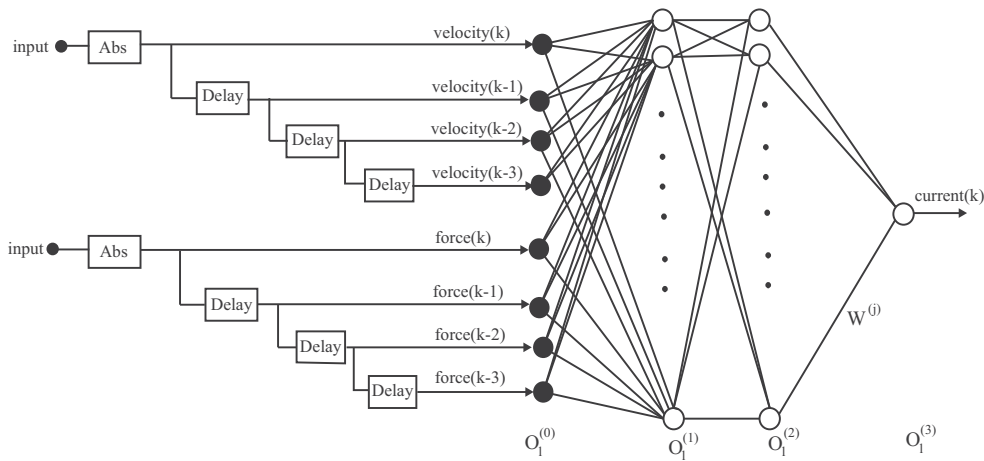 input
Abs
velocity(k)
Delay
velocity(k-1)
Delay
velocity(k-2)
Delay
velocity(k-3)
current(k)
input
Abs
force(k)
Delay
force(k-1)
W^(j)
Delay
force(k-2)
Delay
force(k-3)
O_l^(0)
O_l^(1)
O_l^(2)
O_l^(3)